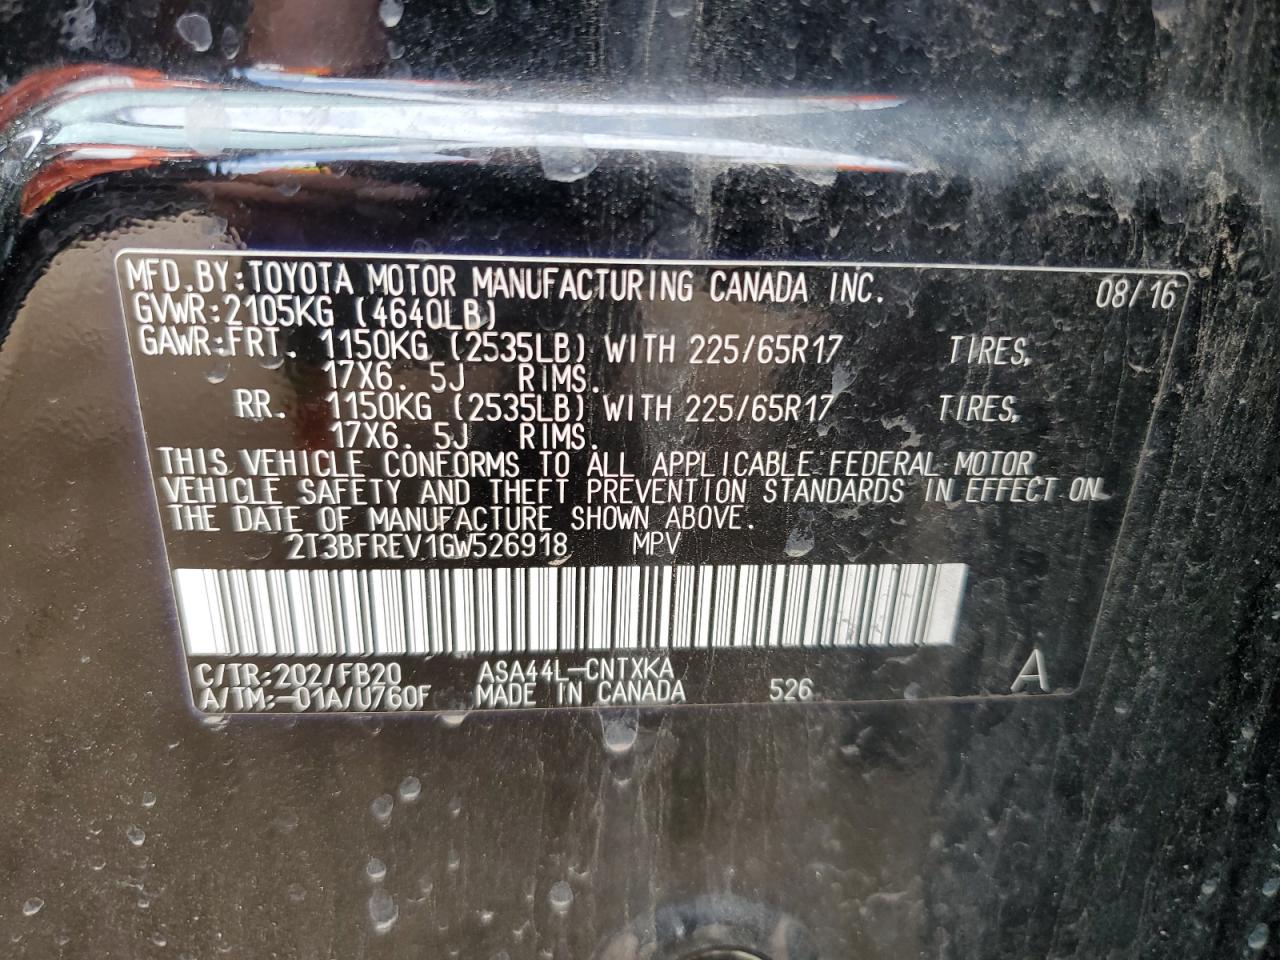 MFD.BY:TOYOTA MOTOR MANUFACTURING CANADA INC. 08/16
GVWR:2105KG (4640LB)
GAWR:FRT. 1150KG (2535LB) WITH 225/65R17 TIRES,
17X6. 5J RIMS.
RR. 1150KG (2535LB) WITH 225/65R17 TIRES,
17X6. 5J RIMS.
THIS VEHICLE CONFORMS TO ALL APPLICABLE FEDERAL MOTOR
VEHICLE SAFETY AND THEFT PREVENTION STANDARDS IN EFFECT ON
THE DATE OF MANUFACTURE SHOWN ABOVE.
2T3BFREV1GW526918 MPV
C/TR:202/FB20 ASA44L-CNTXKA
A/TM:-01A/U760F MADE IN CANADA 526 A